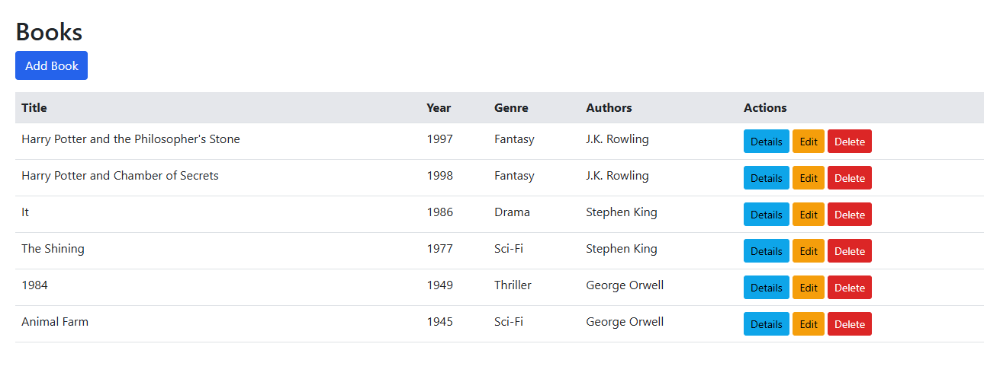 Books
Add Book
Title Year Genre Authors Actions
Harry Potter and the Philosopher's Stone 1997 Fantasy J.K. Rowling Details Edit Delete
Harry Potter and Chamber of Secrets 1998 Fantasy J.K. Rowling Details Edit Delete
It 1986 Drama Stephen King Details Edit Delete
The Shining 1977 Sci-Fi Stephen King Details Edit Delete
1984 1949 Thriller George Orwell Details Edit Delete
Animal Farm 1945 Sci-Fi George Orwell Details Edit Delete